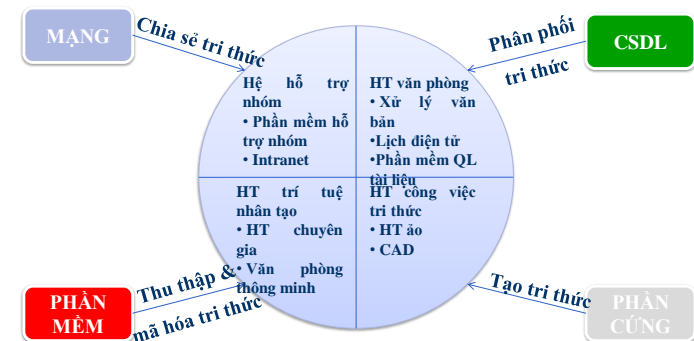 MẠNG
Chia sẻ tri thức
Phân phối
tri thức
CSDL
Hệ hỗ trợ
nhóm
• Phần mềm hỗ
trợ nhóm
• Intranet
HT văn phòng
• Xử lý văn
bản
•Lịch điện tử
•Phần mềm QL
tài liệu
HT trí tuệ
nhân tạo
• HT chuyên
gia
• Văn phòng
thông minh
HT công việc
tri thức
• HT ảo
• CAD
PHẦN
MỀM
Thu thập &
mã hóa tri thức
Tạo tri thức
PHẦN
CỨNG